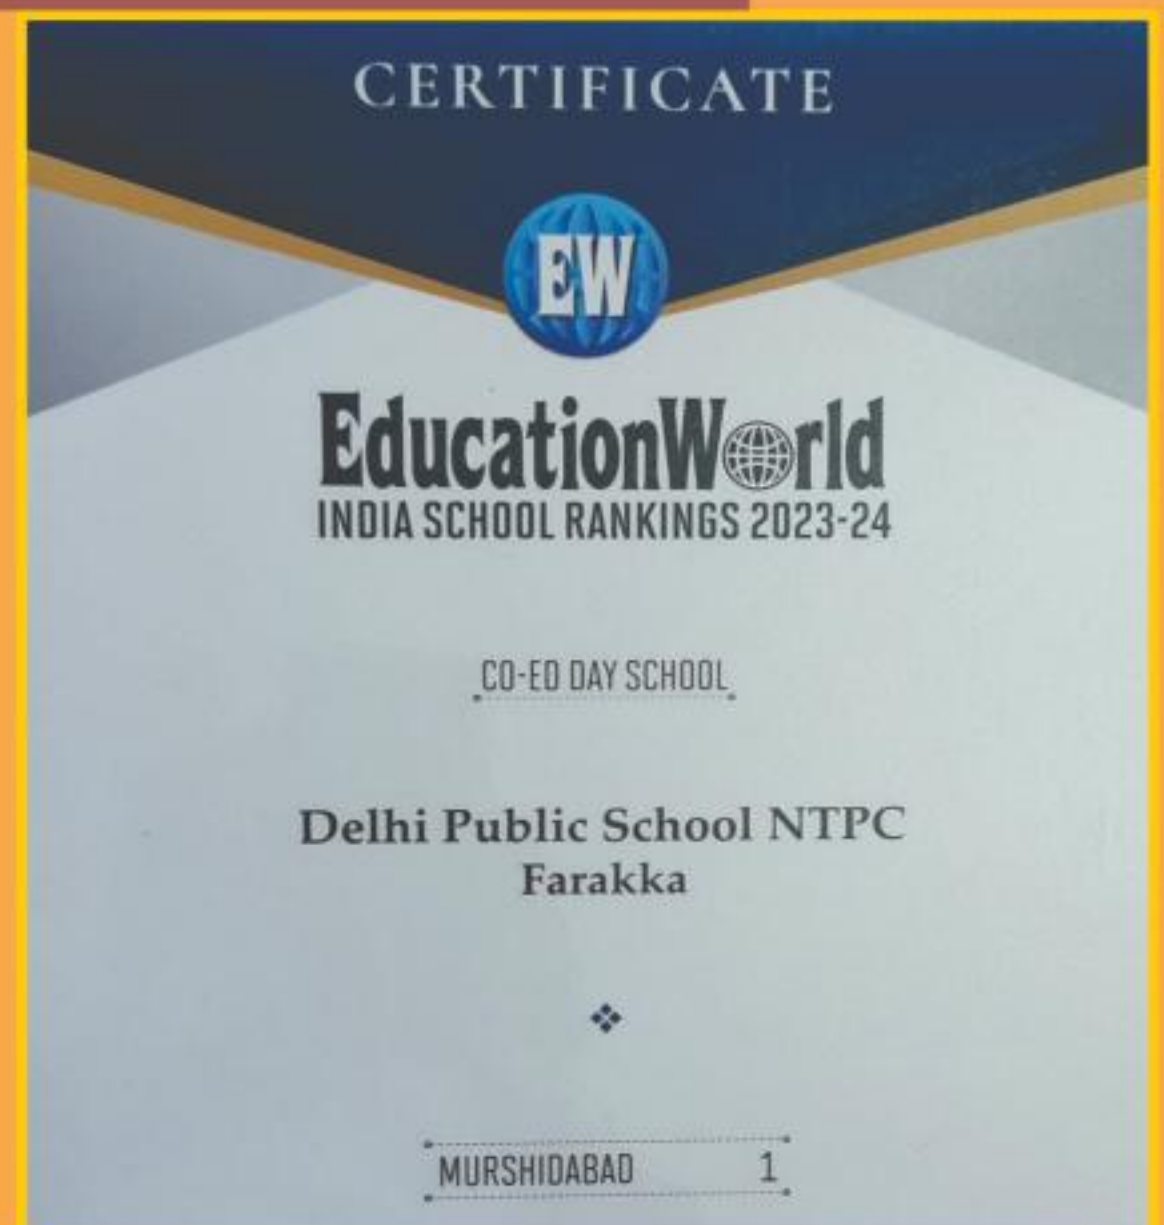 CERTIFICATE
EW
EducationWorld
INDIA SCHOOL RANKINGS 2023-24
CO-ED DAY SCHOOL
Delhi Public School NTPC
Farakka
MURSHIDABAD 1